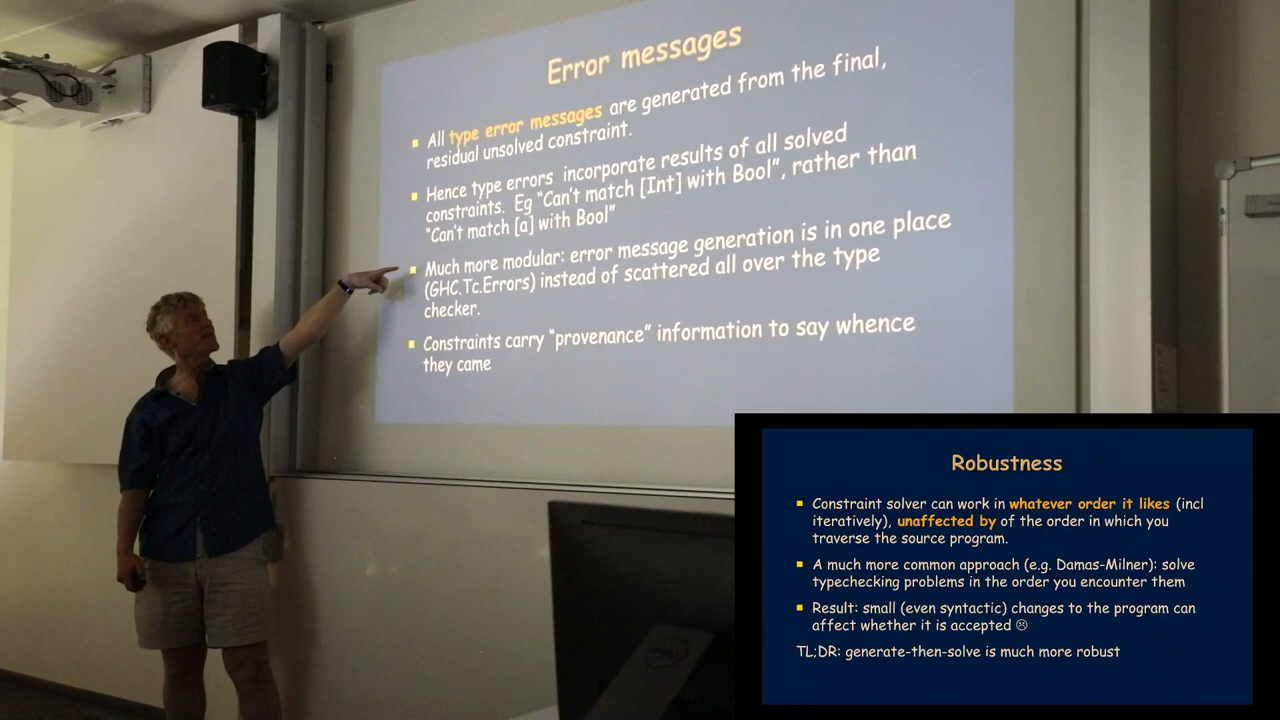 Error messages
▪ All type error messages are generated from the final,
residual unsolved constraint.
▪ Hence type errors incorporate results of all solved
constraints. Eg “Can’t match [Int] with Bool”, rather than
“Can’t match [a] with Bool”
▪ Much more modular: error message generation is in one place
(GHC.Tc.Errors) instead of scattered all over the type
checker.
▪ Constraints carry “provenance” information to say whence
they came
Robustness
▪ Constraint solver can work in whatever order it likes (incl
iteratively), unaffected by of the order in which you
traverse the source program.
▪ A much more common approach (e.g. Damas-Milner): solve
typechecking problems in the order you encounter them
▪ Result: small (even syntactic) changes to the program can
affect whether it is accepted ☹
TL;DR: generate-then-solve is much more robust